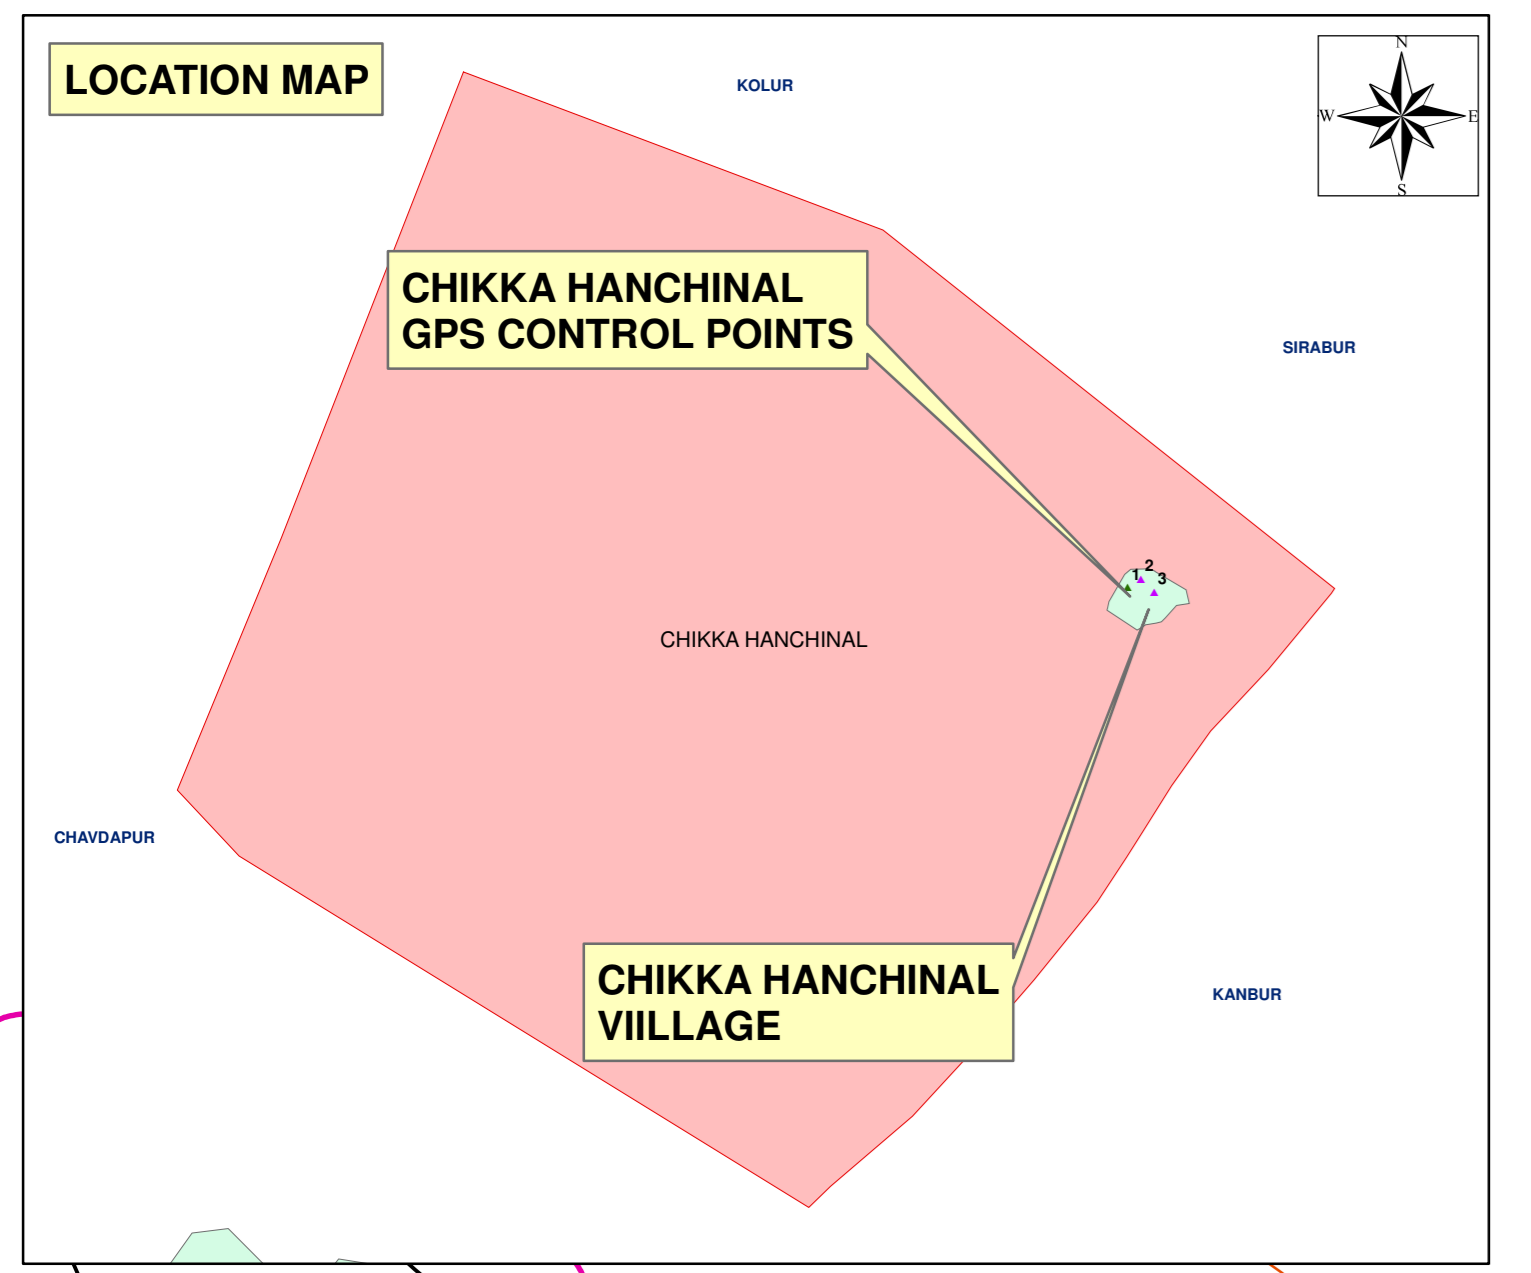 LOCATION MAP
KOLUR
N
W
E
S
CHIKKA HANCHINAL
GPS CONTROL POINTS
SIRABUR
2
1
3
CHIKKA HANCHINAL
CHAVDAPUR
CHIKKA HANCHINAL
VIILLAGE
KANBUR